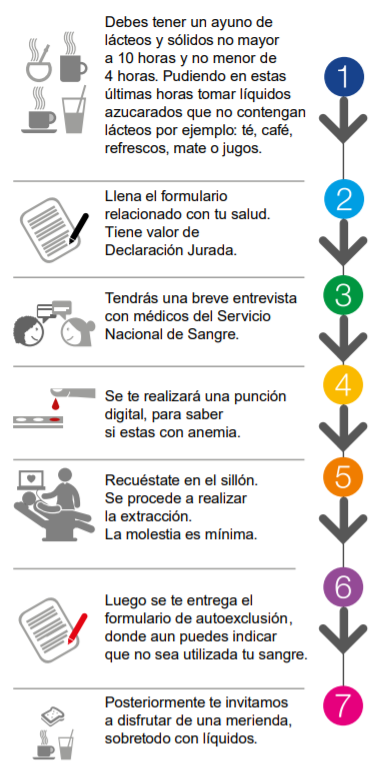 Debes tener un ayuno de
lácteos y sólidos no mayor
a 10 horas y no menor de
4 horas. Pudiendo en estas
últimas horas tomar líquidos
azucarados que no contengan
lácteos por ejemplo: té, café,
refrescos, mate o jugos.
1
Llena el formulario
relacionado con tu salud.
Tiene valor de
Declaración Jurada.
2
Tendrás una breve entrevista
con médicos del Servicio
Nacional de Sangre.
3
Se te realizará una punción
digital, para saber
si estas con anemia.
4
Recuéstate en el sillón.
Se procede a realizar
la extracción.
La molestia es mínima.
5
Luego se te entrega el
formulario de autoexclusión,
donde aun puedes indicar
que no sea utilizada tu sangre.
6
Posteriormente te invitamos
a disfrutar de una merienda,
sobretodo con líquidos.
7